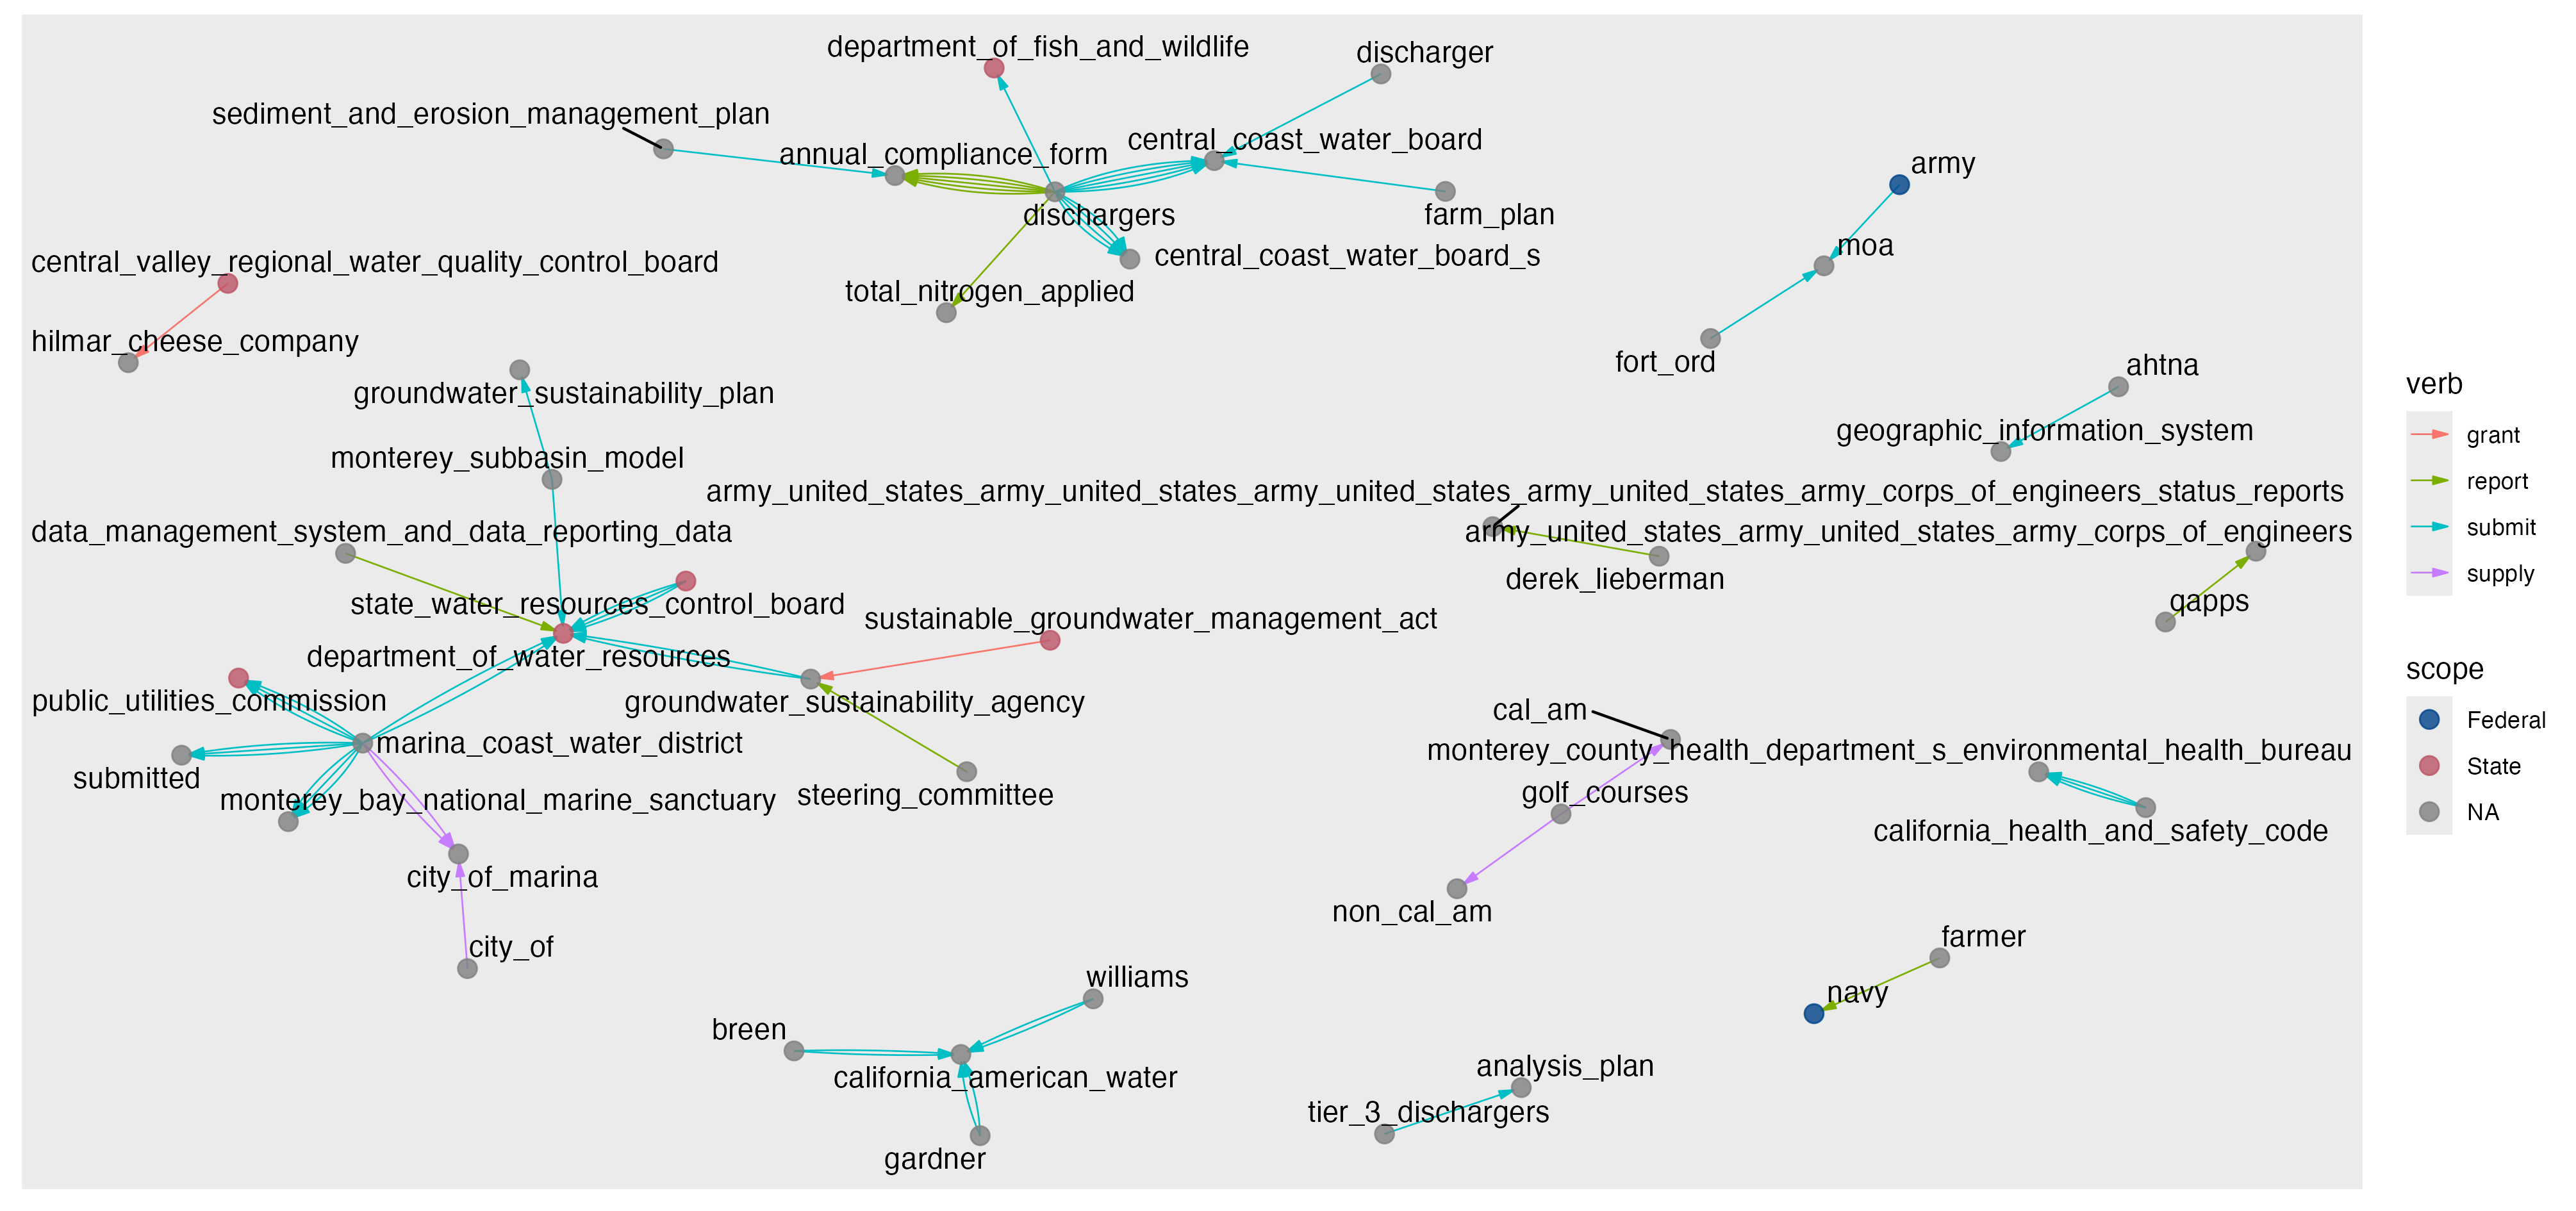 department_of_fish_and_wildlife
discharger
sediment_and_erosion_management_plan
central_coast_water_board
annual_compliance_form
army
dischargers
farm_plan
moa
central_coast_water_board_s
central_valley_regional_water_quality_control_board
total_nitrogen_applied
hilmar_cheese_company
fort_ord
ahtna
groundwater_sustainability_plan
geographic_information_system
monterey_subbasin_model
army_united_states_army_united_states_army_united_states_army_united_states_army_corps_of_engineers_status_reports
data_management_system_and_data_reporting_data
army_united_states_army_united_states_army_corps_of_engineers
derek_lieberman
state_water_resources_control_board
qapps
sustainable_groundwater_management_act
department_of_water_resources
public_utilities_commission
groundwater_sustainability_agency
cal_am
marina_coast_water_district
monterey_county_health_department_s_environmental_health_bureau
submitted
monterey_bay_national_marine_sanctuary
steering_committee
golf_courses
california_health_and_safety_code
city_of_marina
non_cal_am
city_of
farmer
williams
navy
breen
california_american_water
analysis_plan
tier_3_dischargers
gardner
verb
grant
report
submit
supply
scope
Federal
State
NA